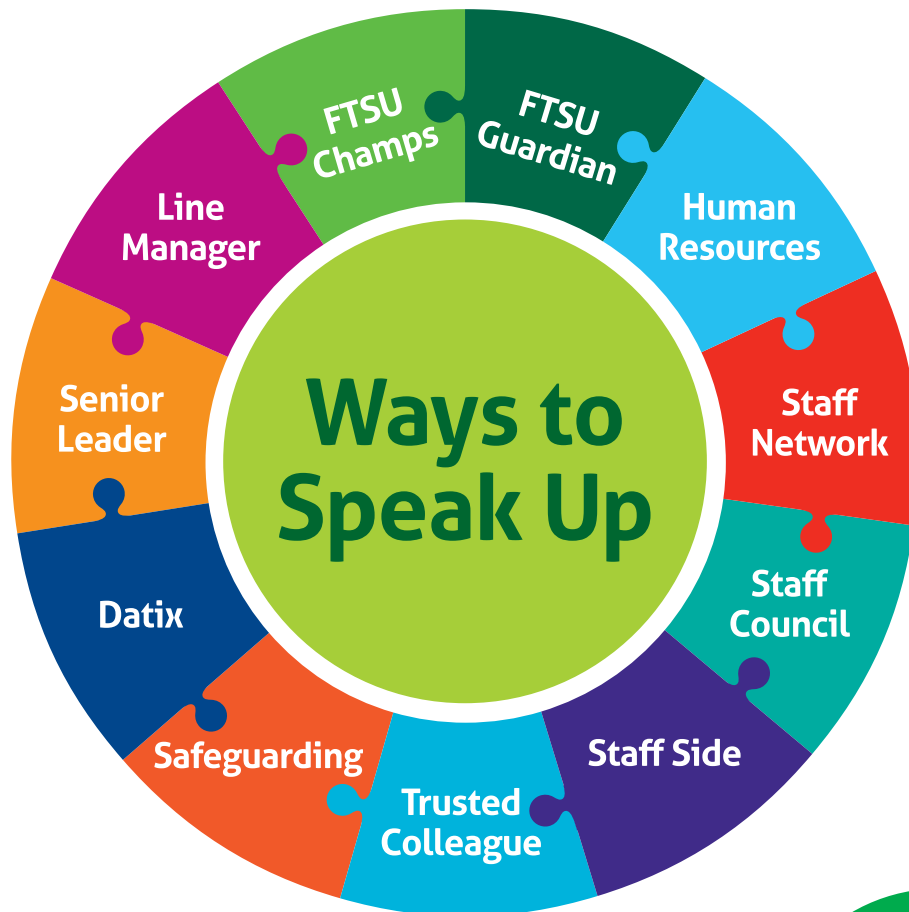 Ways to
Speak Up
FTSU
Guardian
Human
Resources
Staff
Network
Staff
Council
Staff Side
Trusted
Colleague
Safeguarding
Datix
Senior
Leader
Line
Manager
FTSU
Champs